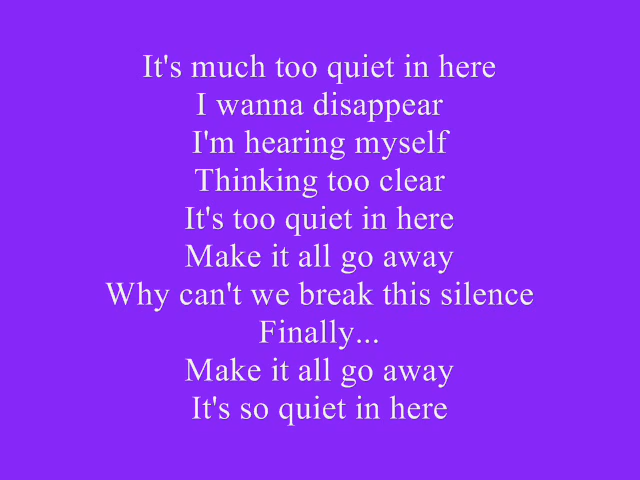 It's much too quiet in here
I wanna disappear
I'm hearing myself
Thinking too clear
It's too quiet in here
Make it all go away
Why can't we break this silence
Finally...
Make it all go away
It's so quiet in here